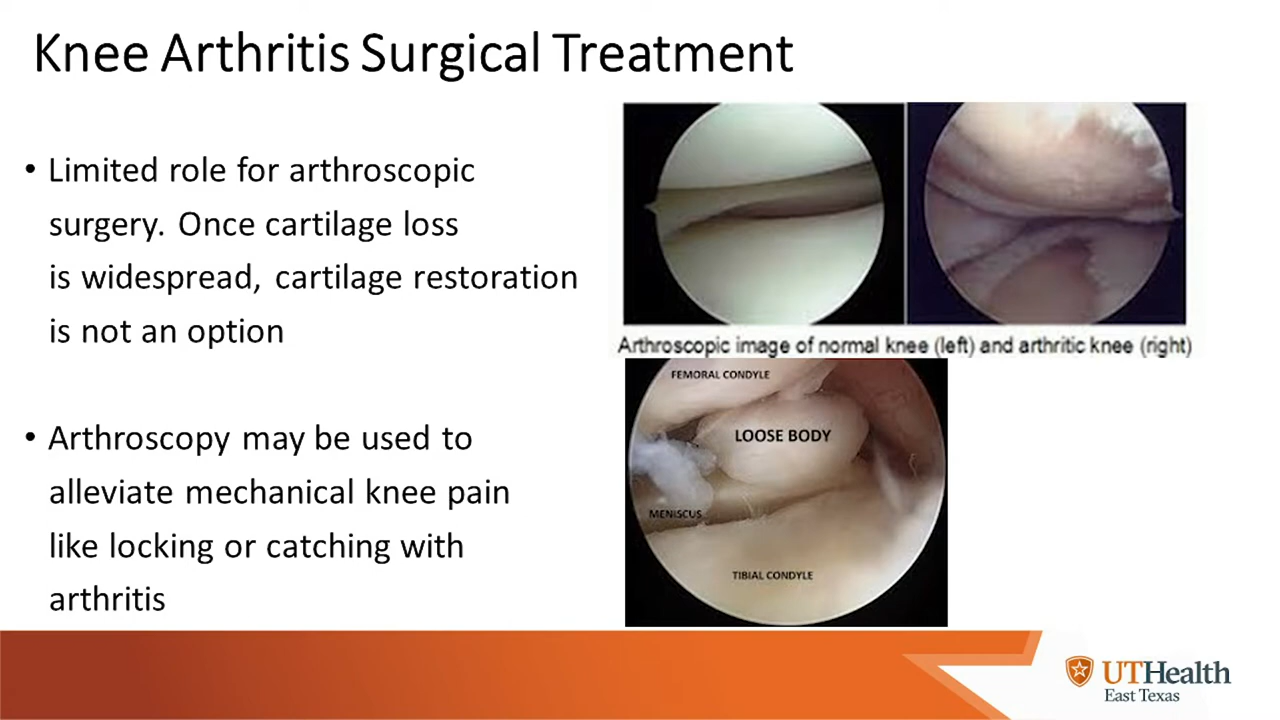 Knee Arthritis Surgical Treatment
• Limited role for arthroscopic
surgery. Once cartilage loss
is widespread, cartilage restoration
is not an option
• Arthroscopy may be used to
alleviate mechanical knee pain
like locking or catching with
arthritis
Arthroscopic image of normal knee (left) and arthritic knee (right)
FEMORAL CONDYLE
LOOSE BODY
MENISCUS
TIBIAL CONDYLE
UTHealth
East Texas